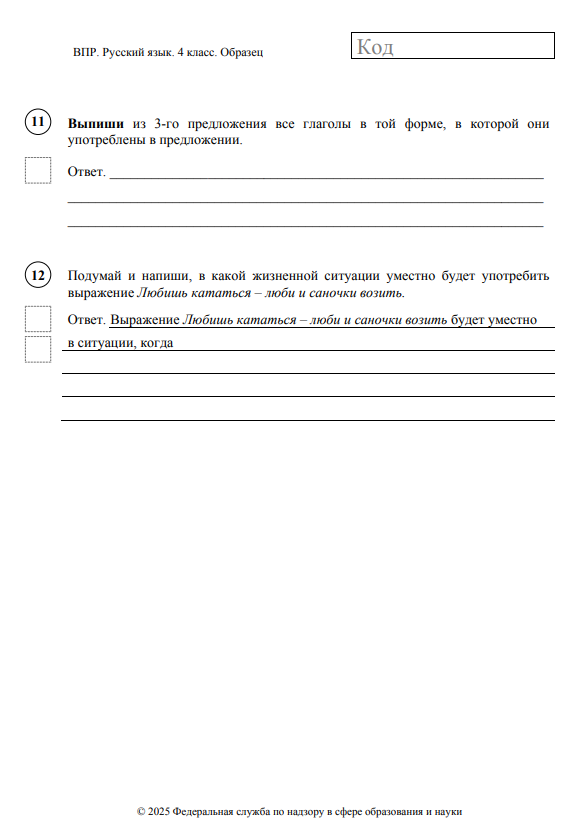 ВПР. Русский язык. 4 класс. Образец
Код
11
Выпиши из 3-го предложения все глаголы в той форме, в которой они
употреблены в предложении.
Ответ.
12
Подумай и напиши, в какой жизненной ситуации уместно будет употребить
выражение Любишь кататься – люби и саночки возить.
Ответ. Выражение Любишь кататься – люби и саночки возить будет уместно
в ситуации, когда
© 2025 Федеральная служба по надзору в сфере образования и науки